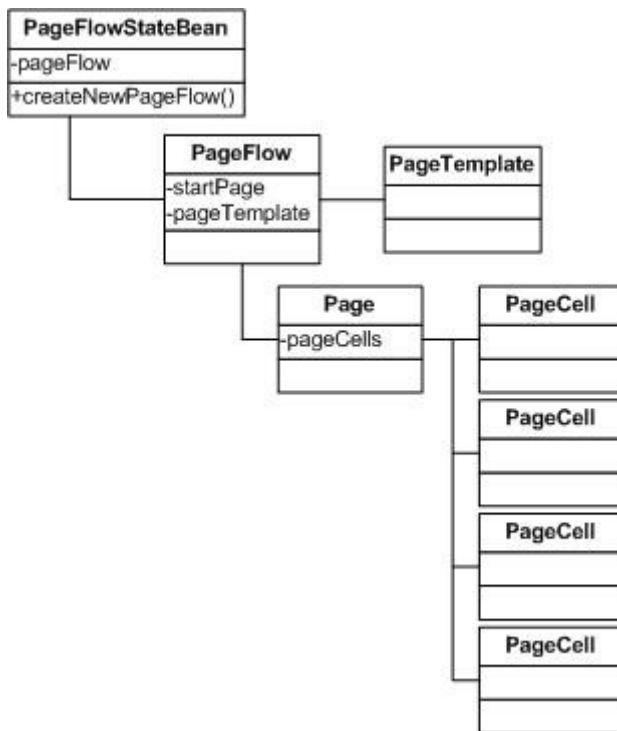 PageFlowStateBean
-pageFlow
+createNewPageFlow()
PageFlow
-startPage
-pageTemplate
PageTemplate
Page
-pageCells
PageCell
PageCell
PageCell
PageCell